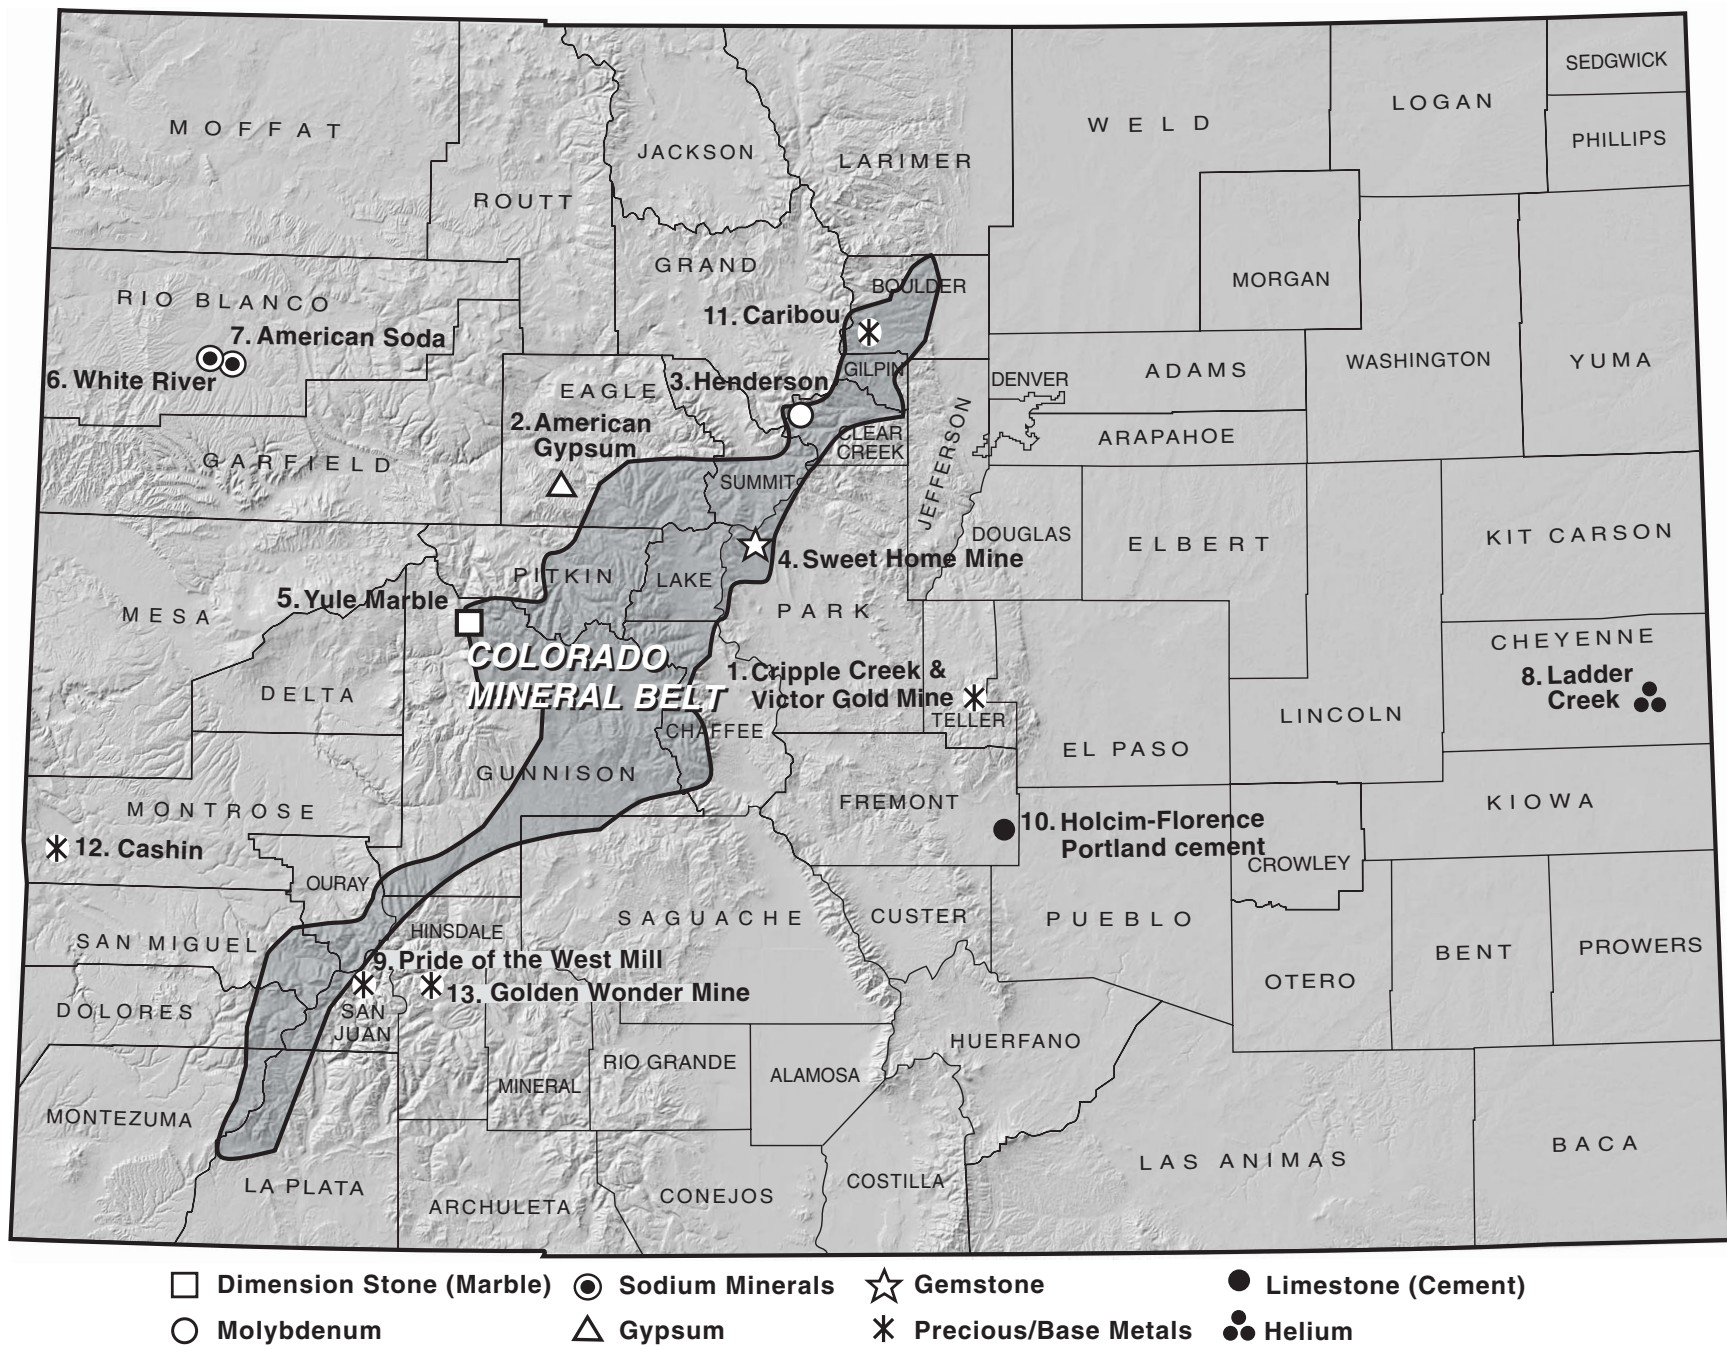 SEDGWICK
LOGAN
WELD
MOFFAT
PHILLIPS
JACKSON
LARIMER
ROUTT
GRAND
MORGAN
BOULDER
RIO BLANCO
11. Caribou
7. American Soda
WASHINGTON
YUMA
GILPIN
ADAMS
DENVER
6. White River
EAGLE
3. Henderson
2. American
Gypsum
CLEAR
CREEK
JEFFERSON
ARAPAHOE
GARFIELD
SUMMIT
DOUGLAS
ELBERT
KIT CARSON
4. Sweet Home Mine
PITKIN
LAKE
5. Yule Marble
MESA
PARK
CHEYENNE
COLORADO
MINERAL BELT
1. Cripple Creek &
Victor Gold Mine
8. Ladder
Creek
DELTA
TELLER
LINCOLN
CHAFFEE
EL PASO
GUNNISON
FREMONT
KIOWA
MONTROSE
10. Holcim-Florence
Portland cement
12. Cashin
CROWLEY
OURAY
SAGUACHE
CUSTER
PUEBLO
HINSDALE
SAN MIGUEL
BENT
PROWERS
9. Pride of the West Mill
OTERO
13. Golden Wonder Mine
DOLORES
SAN
JUAN
HUERFANO
RIO GRANDE
ALAMOSA
MINERAL
MONTEZUMA
BACA
LAS ANIMAS
LA PLATA
COSTILLA
CONEJOS
ARCHULETA
Dimension Stone (Marble)
Sodium Minerals
Gemstone
Limestone (Cement)
Molybdenum
Gypsum
Precious/Base Metals
Helium